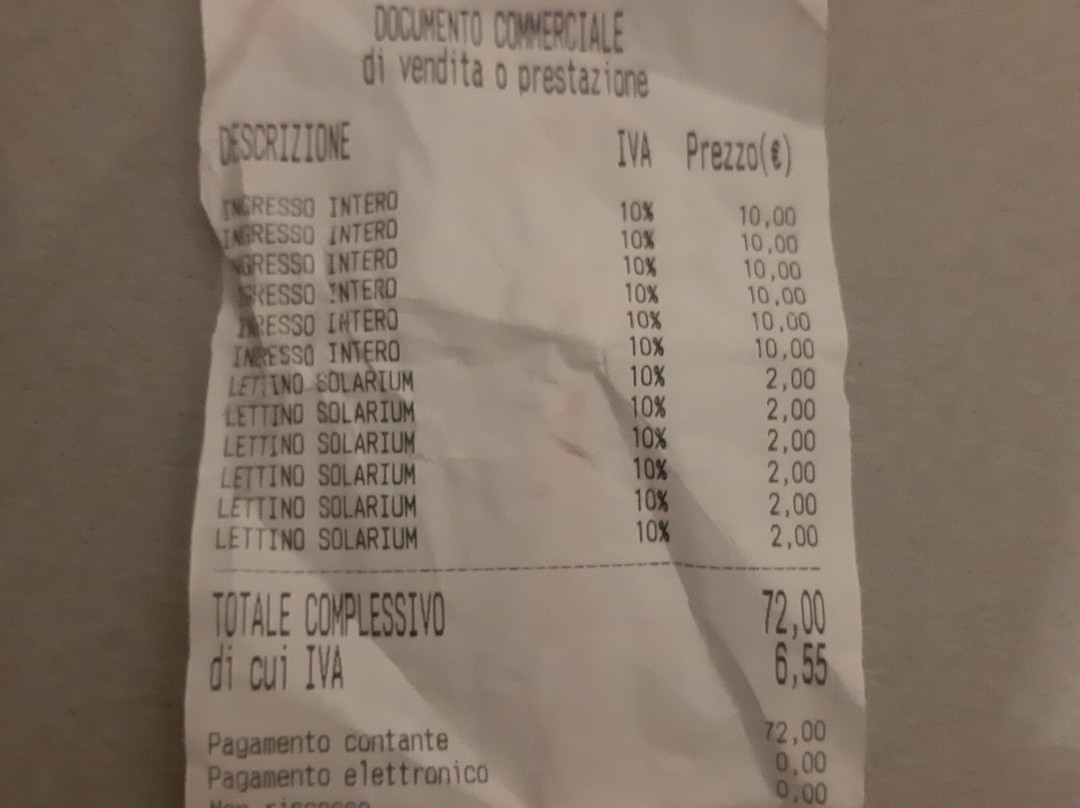 DOCUMENTO COMMERCIALE
di vendita o prestazione
DESCRIZIONE IVA Prezzo(€)
INGRESSO INTERO 10% 10,00
INGRESSO INTERO 10% 10,00
INGRESSO INTERO 10% 10,00
INGRESSO INTERO 10% 10,00
INGRESSO INTERO 10% 10,00
INGRESSO INTERO 10% 10,00
LETTINO SOLARIUM 10% 2,00
LETTINO SOLARIUM 10% 2,00
LETTINO SOLARIUM 10% 2,00
LETTINO SOLARIUM 10% 2,00
LETTINO SOLARIUM 10% 2,00
LETTINO SOLARIUM 10% 2,00
TOTALE COMPLESSIVO 72,00
di cui IVA 6,55
Pagamento contante 72,00
Pagamento elettronico 0,00
Non riscosso 0,00